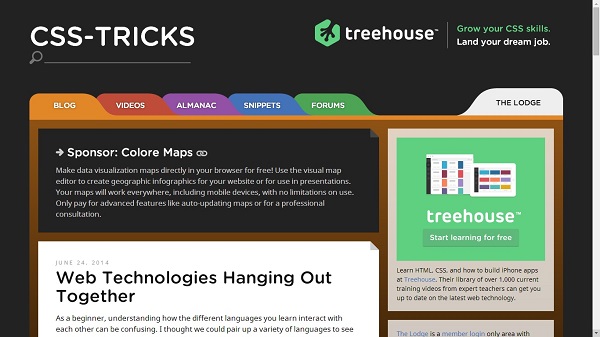 CSS-TRICKS
treehouse™
Grow your CSS skills.
Land your dream job.
BLOG
VIDEOS
ALMANAC
SNIPPETS
FORUMS
THE LODGE
Sponsor: Colore Maps
Make data visualization maps directly in your browser for free! Use the visual map
editor to create geographic infographics for your website or for use in presentations.
Your maps will work everywhere, including mobile devices, with no limitations on use.
Only pay for advanced features like auto-updating maps or for a professional
consultation.
JUNE 24, 2014
Web Technologies Hanging Out
Together
As a beginner, understanding how the different languages you learn interact with
each other can be confusing. I thought we could pair up a variety of languages to see
treehouse™
Start learning for free
Learn HTML, CSS, and how to build iPhone apps
at Treehouse. Their library of over 1,000 current
training videos from expert teachers can get you
up to date on the latest web technology.
The Lodge is a member login only area with